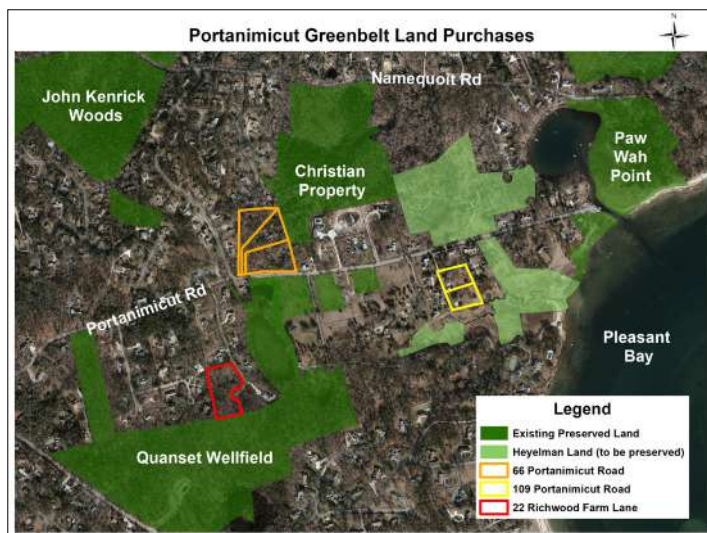 Portanimicut Greenbelt Land Purchases
N
Namequoit Rd
John Kenrick
Woods
Paw
Wah
Point
Christian
Property
Portanimicut Rd
Pleasant
Bay
Quanset Wellfield
Legend
Existing Preserved Land
Heyelman Land (to be preserved)
66 Portanimicut Road
109 Portanimicut Road
22 Richwood Farm Lane